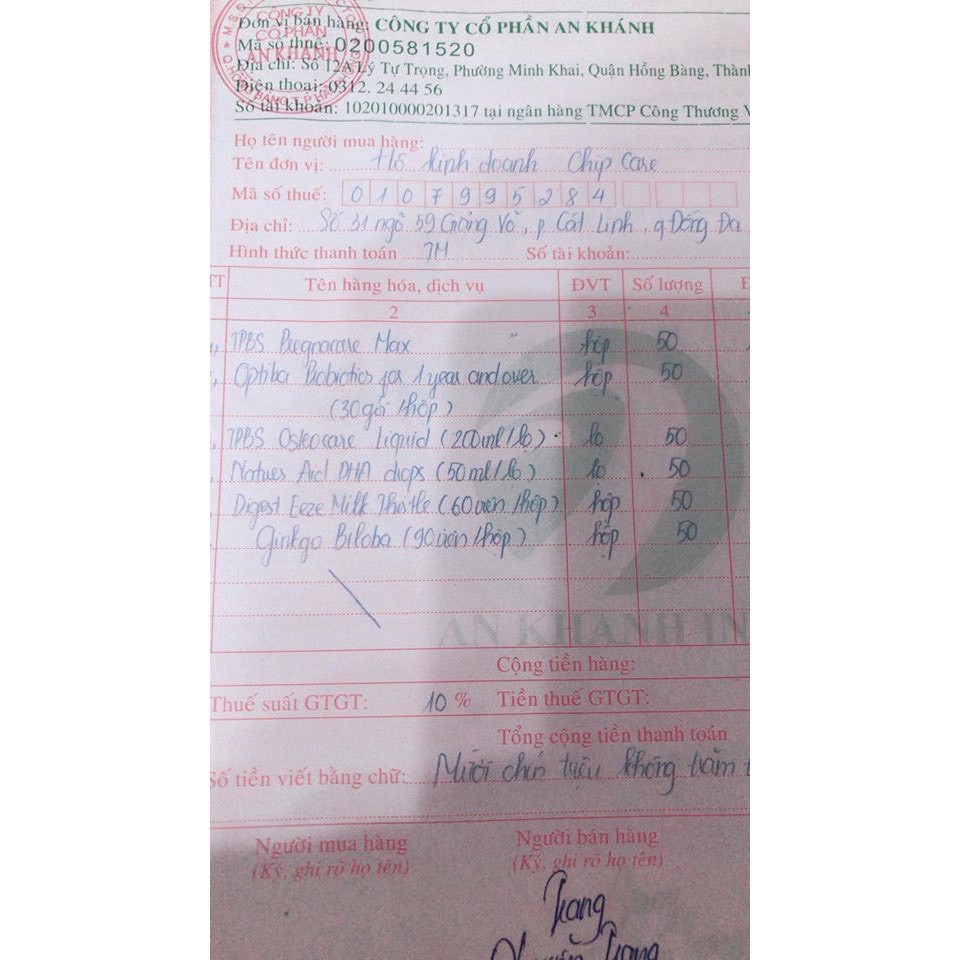 Đơn vị bán hàng: CÔNG TY CỔ PHẦN AN KHÁNH
Mã số thuế: 0200581520
Địa chỉ: Số 12A Lý Tự Trọng, Phường Minh Khai, Quận Hồng Bàng, Thành
Điện thoại: 0312. 24 44 56
Số tài khoản: 102010000201317 tại ngân hàng TMCP Công Thương V
CÔNG TY
CỔ PHẦN
AN KHÁNH
Họ tên người mua hàng:
Tên đơn vị: Hộ kinh doanh Chip Care
Mã số thuế: 0107995284
Địa chỉ: Số 31 ngõ 59 Giảng Võ, p Cát Linh, q Đống Đa
Hình thức thanh toán TM Số tài khoản:
TT Tên hàng hóa, dịch vụ ĐVT Số lượng Đ
2 3 4
TPBS Pregnacare Max hộp 50
Optiba Probiotics for 1 year and over hộp 50
(30 gói/hộp)
TPBS Osteocare Liquid (200ml/lọ) lọ 50
Natures Aid DHA drops (50ml/lọ) lọ 50
Digest Eeze Milk Thistle (60 viên/hộp) hộp 50
Ginkgo Biloba (90 viên/hộp) hộp 50
AN KHANH IN
Cộng tiền hàng:
Thuế suất GTGT: 10 % Tiền thuế GTGT:
Tổng cộng tiền thanh toán
Số tiền viết bằng chữ: Mười chín triệu không trăm
Người mua hàng Người bán hàng
(Ký, ghi rõ họ tên) (Ký, ghi rõ họ tên)
Trang